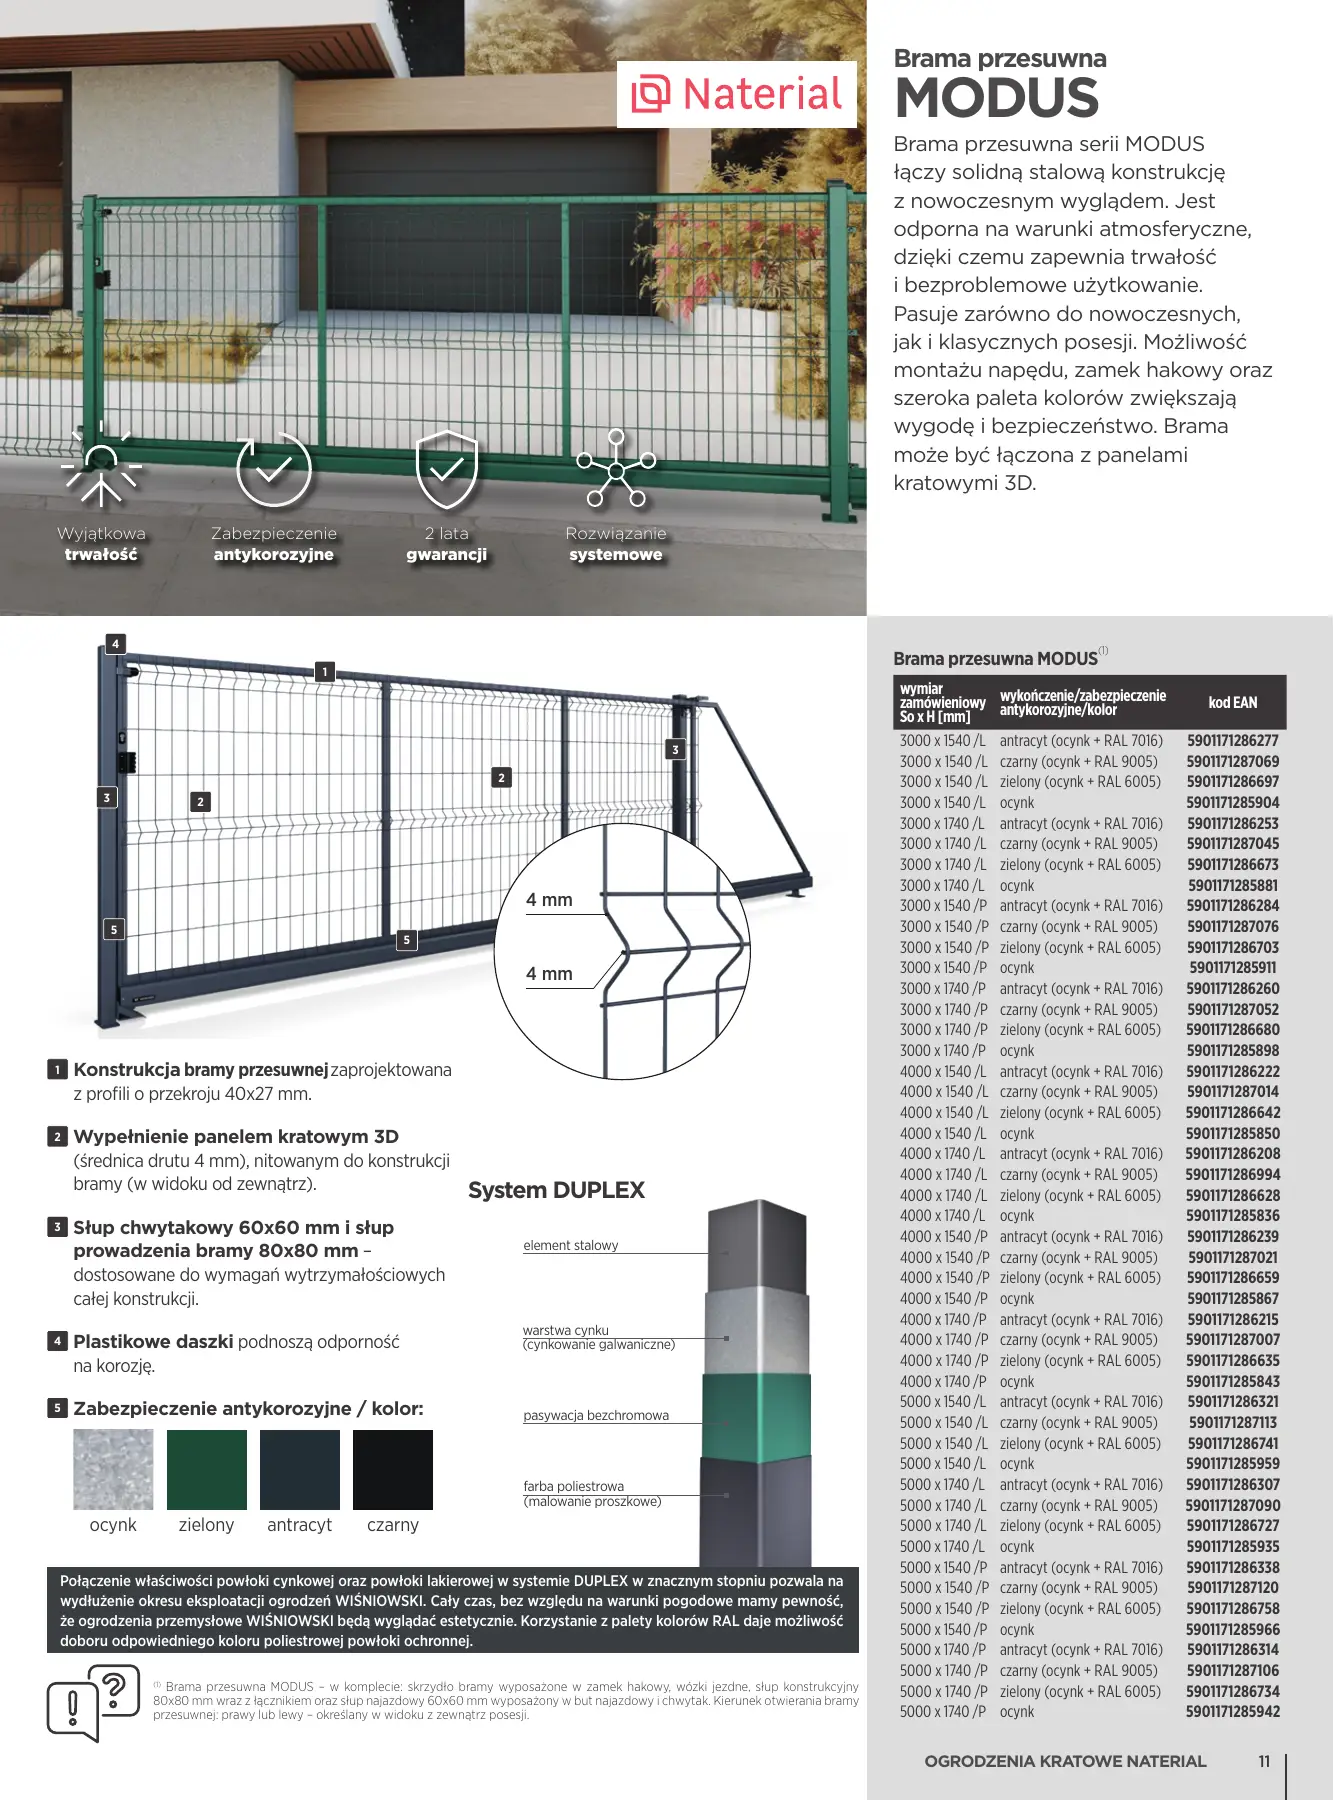 Naterial
Wyjątkowa
trwałość
Zabezpieczenie
antykorozyjne
2 lata
gwarancji
Rozwiązanie
systemowe
Brama przesuwna
MODUS
Brama przesuwna serii MODUS
łączy solidną stalową konstrukcję
z nowoczesnym wyglądem. Jest
odporna na warunki atmosferyczne,
dzięki czemu zapewnia trwałość
i bezproblemowe użytkowanie.
Pasuje zarówno do nowoczesnych,
jak i klasycznych posesji. Możliwość
montażu napędu, zamek hakowy oraz
szeroka paleta kolorów zwiększają
wygodę i bezpieczeństwo. Brama
może być łączona z panelami
kratowymi 3D.
4
1
3
2
3
2
5
5
4 mm
4 mm
1 Konstrukcja bramy przesuwnej zaprojektowana
z profili o przekroju 40x27 mm.
2 Wypełnienie panelem kratowym 3D
(średnica drutu 4 mm), nitowanym do konstrukcji
bramy (w widoku od zewnątrz).
3 Słup chwytakowy 60x60 mm i słup
prowadzenia bramy 80x80 mm –
dostosowane do wymagań wytrzymałościowych
całej konstrukcji.
4 Plastikowe daszki podnoszą odporność
na korozję.
5 Zabezpieczenie antykorozyjne / kolor:
ocynk zielony antracyt czarny
System DUPLEX
element stalowy
warstwa cynku
(cynkowanie galwaniczne)
pasywacja bezchromowa
farba poliestrowa
(malowanie proszkowe)
Połączenie właściwości powłoki cynkowej oraz powłoki lakierowej w systemie DUPLEX w znacznym stopniu pozwala na
wydłużenie okresu eksploatacji ogrodzeń WIŚNIOWSKI. Cały czas, bez względu na warunki pogodowe mamy pewność,
że ogrodzenia przemysłowe WIŚNIOWSKI będą wyglądać estetycznie. Korzystanie z palety kolorów RAL daje możliwość
doboru odpowiedniego koloru poliestrowej powłoki ochronnej.
(1) Brama przesuwna MODUS – w komplecie: skrzydło bramy wyposażone w zamek hakowy, wózki jezdne, słup konstrukcyjny
80x80 mm wraz z łącznikiem oraz słup najazdowy 60x60 mm wyposażony w but najazdowy i chwytak. Kierunek otwierania bramy
przesuwnej: prawy lub lewy – określany w widoku z zewnątrz posesji.
Brama przesuwna MODUS(1)
wymiar
zamówieniowy
So x H [mm]
wykończenie/zabezpieczenie
antykorozyjne/kolor
kod EAN
3000 x 1540 /L antracyt (ocynk + RAL 7016) 5901171286277
3000 x 1540 /L czarny (ocynk + RAL 9005) 5901171287069
3000 x 1540 /L zielony (ocynk + RAL 6005) 5901171286697
3000 x 1540 /L ocynk 5901171285904
3000 x 1740 /L antracyt (ocynk + RAL 7016) 5901171286253
3000 x 1740 /L czarny (ocynk + RAL 9005) 5901171287045
3000 x 1740 /L zielony (ocynk + RAL 6005) 5901171286673
3000 x 1740 /L ocynk 5901171285881
3000 x 1540 /P antracyt (ocynk + RAL 7016) 5901171286284
3000 x 1540 /P czarny (ocynk + RAL 9005) 5901171287076
3000 x 1540 /P zielony (ocynk + RAL 6005) 5901171286703
3000 x 1540 /P ocynk 5901171285911
3000 x 1740 /P antracyt (ocynk + RAL 7016) 5901171286260
3000 x 1740 /P czarny (ocynk + RAL 9005) 5901171287052
3000 x 1740 /P zielony (ocynk + RAL 6005) 5901171286680
3000 x 1740 /P ocynk 5901171285898
4000 x 1540 /L antracyt (ocynk + RAL 7016) 5901171286222
4000 x 1540 /L czarny (ocynk + RAL 9005) 5901171287014
4000 x 1540 /L zielony (ocynk + RAL 6005) 5901171286642
4000 x 1540 /L ocynk 5901171285850
4000 x 1740 /L antracyt (ocynk + RAL 7016) 5901171286208
4000 x 1740 /L czarny (ocynk + RAL 9005) 5901171286994
4000 x 1740 /L zielony (ocynk + RAL 6005) 5901171286628
4000 x 1740 /L ocynk 5901171285836
4000 x 1540 /P antracyt (ocynk + RAL 7016) 5901171286239
4000 x 1540 /P czarny (ocynk + RAL 9005) 5901171287021
4000 x 1540 /P zielony (ocynk + RAL 6005) 5901171286659
4000 x 1540 /P ocynk 5901171285867
4000 x 1740 /P antracyt (ocynk + RAL 7016) 5901171286215
4000 x 1740 /P czarny (ocynk + RAL 9005) 5901171287007
4000 x 1740 /P zielony (ocynk + RAL 6005) 5901171286635
4000 x 1740 /P ocynk 5901171285843
5000 x 1540 /L antracyt (ocynk + RAL 7016) 5901171286321
5000 x 1540 /L czarny (ocynk + RAL 9005) 5901171287113
5000 x 1540 /L zielony (ocynk + RAL 6005) 5901171286741
5000 x 1540 /L ocynk 5901171285959
5000 x 1740 /L antracyt (ocynk + RAL 7016) 5901171286307
5000 x 1740 /L czarny (ocynk + RAL 9005) 5901171287090
5000 x 1740 /L zielony (ocynk + RAL 6005) 5901171286727
5000 x 1740 /L ocynk 5901171285935
5000 x 1540 /P antracyt (ocynk + RAL 7016) 5901171286338
5000 x 1540 /P czarny (ocynk + RAL 9005) 5901171287120
5000 x 1540 /P zielony (ocynk + RAL 6005) 5901171286758
5000 x 1540 /P ocynk 5901171285966
5000 x 1740 /P antracyt (ocynk + RAL 7016) 5901171286314
5000 x 1740 /P czarny (ocynk + RAL 9005) 5901171287106
5000 x 1740 /P zielony (ocynk + RAL 6005) 5901171286734
5000 x 1740 /P ocynk 5901171285942
OGRODZENIA KRATOWE NATERIAL 11